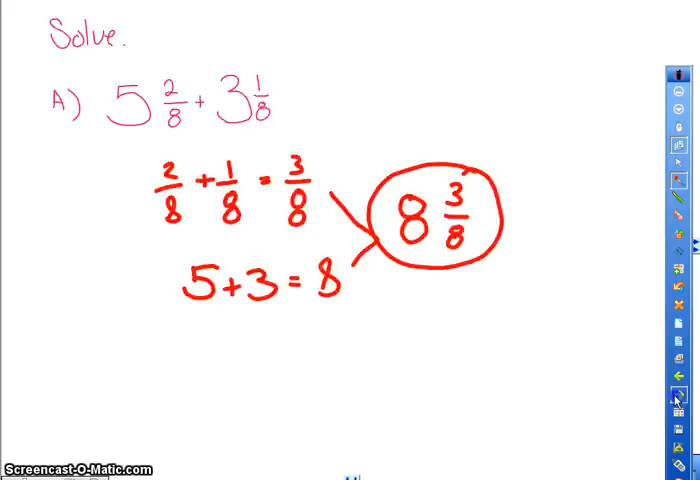 Solve.
A) 5 2/8 + 3 1/8
2/8 + 1/8 = 3/8
8 3/8
5 + 3 = 8
Screencast-O-Matic.com